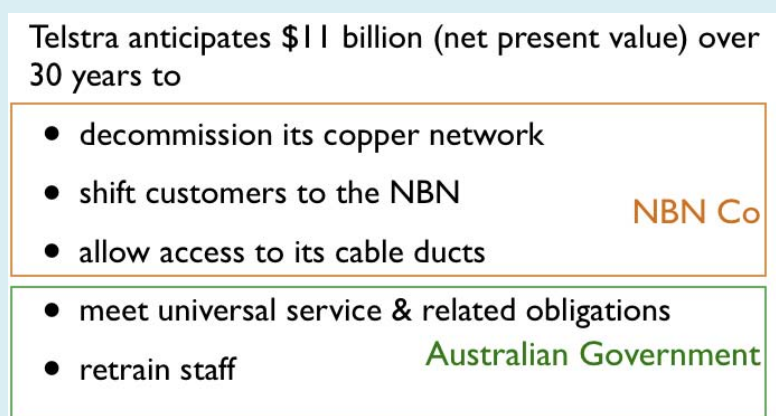 Telstra anticipates $11 billion (net present value) over
30 years to
• decommission its copper network
• shift customers to the NBN
NBN Co
• allow access to its cable ducts
• meet universal service & related obligations
Australian Government
• retrain staff